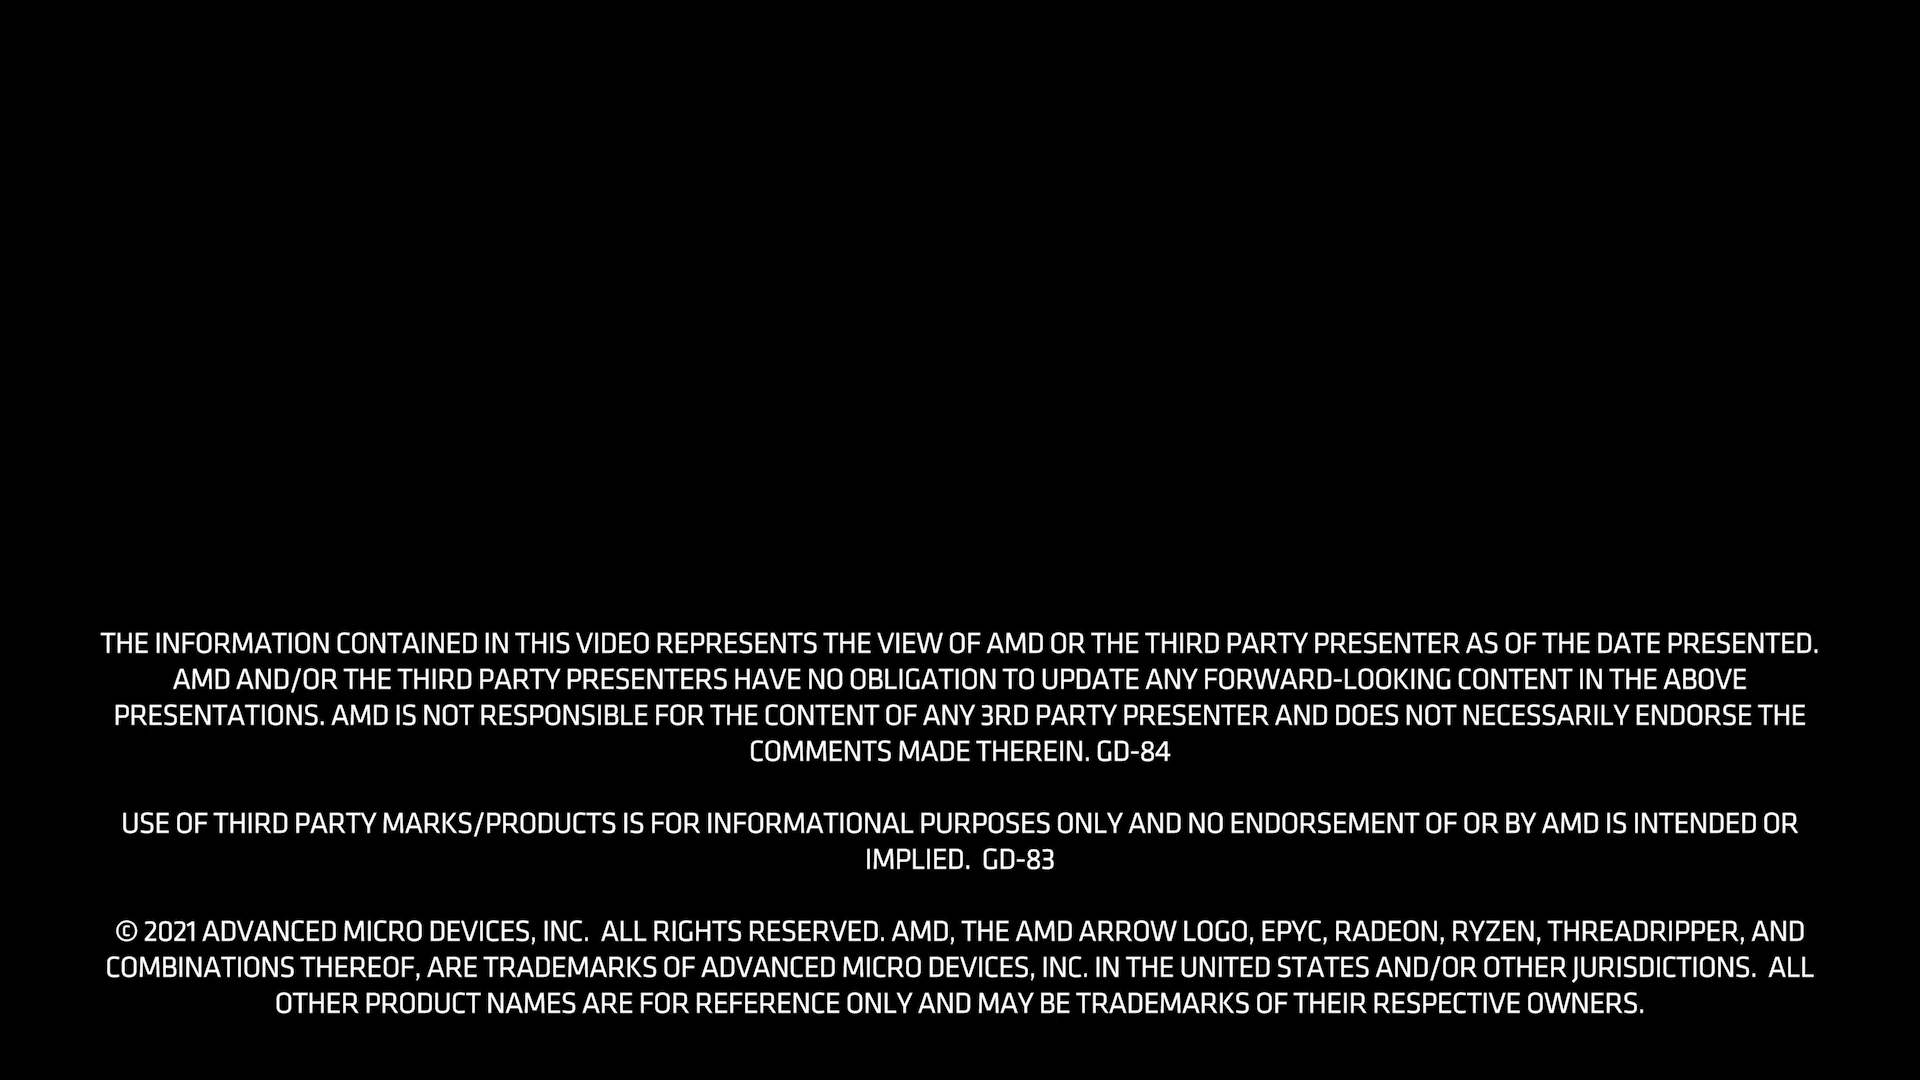 THE INFORMATION CONTAINED IN THIS VIDEO REPRESENTS THE VIEW OF AMD OR THE THIRD PARTY PRESENTER AS OF THE DATE PRESENTED.
AMD AND/OR THE THIRD PARTY PRESENTERS HAVE NO OBLIGATION TO UPDATE ANY FORWARD-LOOKING CONTENT IN THE ABOVE
PRESENTATIONS. AMD IS NOT RESPONSIBLE FOR THE CONTENT OF ANY 3RD PARTY PRESENTER AND DOES NOT NECESSARILY ENDORSE THE
COMMENTS MADE THEREIN. GD-84
USE OF THIRD PARTY MARKS/PRODUCTS IS FOR INFORMATIONAL PURPOSES ONLY AND NO ENDORSEMENT OF OR BY AMD IS INTENDED OR
IMPLIED.  GD-83
© 2021 ADVANCED MICRO DEVICES, INC.  ALL RIGHTS RESERVED. AMD, THE AMD ARROW LOGO, EPYC, RADEON, RYZEN, THREADRIPPER, AND
COMBINATIONS THEREOF, ARE TRADEMARKS OF ADVANCED MICRO DEVICES, INC. IN THE UNITED STATES AND/OR OTHER JURISDICTIONS.  ALL
OTHER PRODUCT NAMES ARE FOR REFERENCE ONLY AND MAY BE TRADEMARKS OF THEIR RESPECTIVE OWNERS.